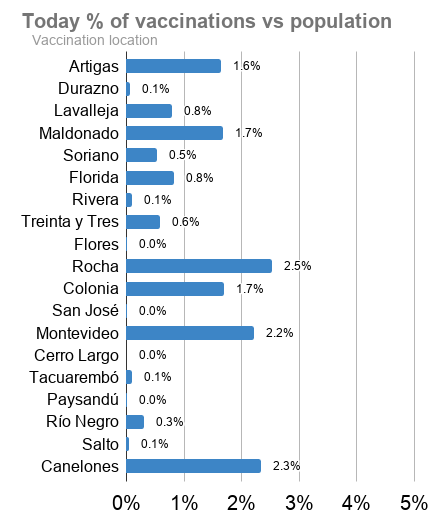 Today % of vaccinations vs population
Vaccination location
Artigas 1.6%
Durazno 0.1%
Lavalleja 0.8%
Maldonado 1.7%
Soriano 0.5%
Florida 0.8%
Rivera 0.1%
Treinta y Tres 0.6%
Flores 0.0%
Rocha 2.5%
Colonia 1.7%
San José 0.0%
Montevideo 2.2%
Cerro Largo 0.0%
Tacuarembó 0.1%
Paysandú 0.0%
Río Negro 0.3%
Salto 0.1%
Canelones 2.3%
0% 1% 2% 3% 4% 5%